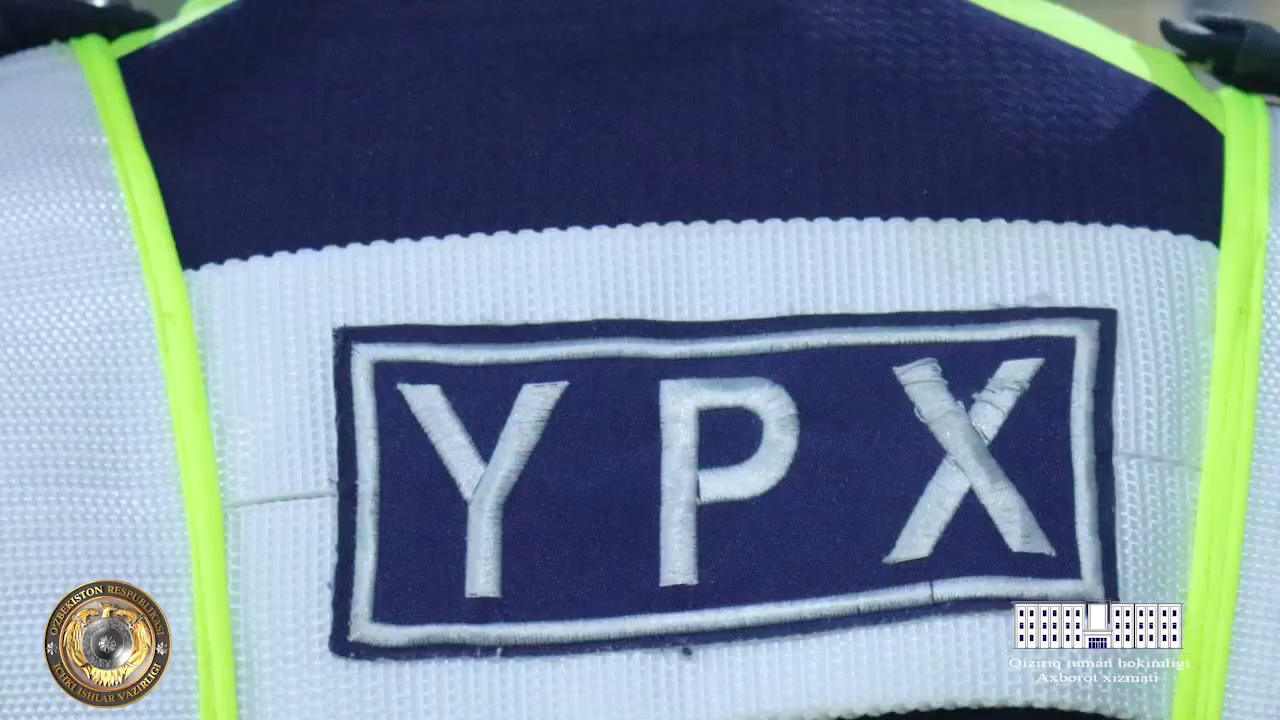 YPX
O'ZBEKISTON RESPUBLIKASI
ICHKI ISHLAR VAZIRLIGI
Qiziriq tuman hokimligi
Axborot xizmati